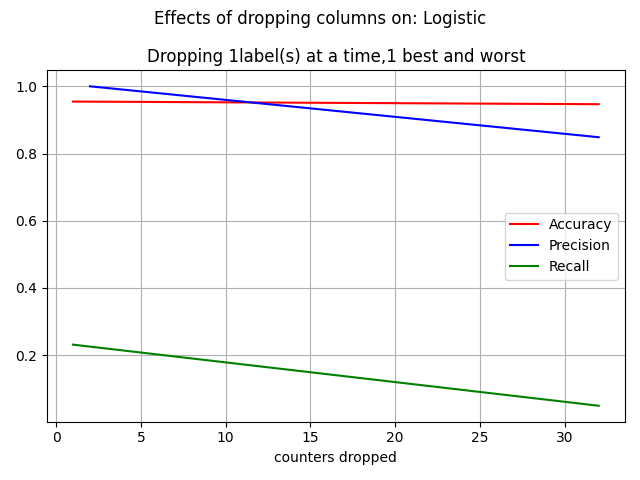 Effects of dropping columns on: Logistic
Dropping 1label(s) at a time,1 best and worst
1.0
0.8
0.6
0.4
0.2
Accuracy
Precision
Recall
0 5 10 15 20 25 30
counters dropped